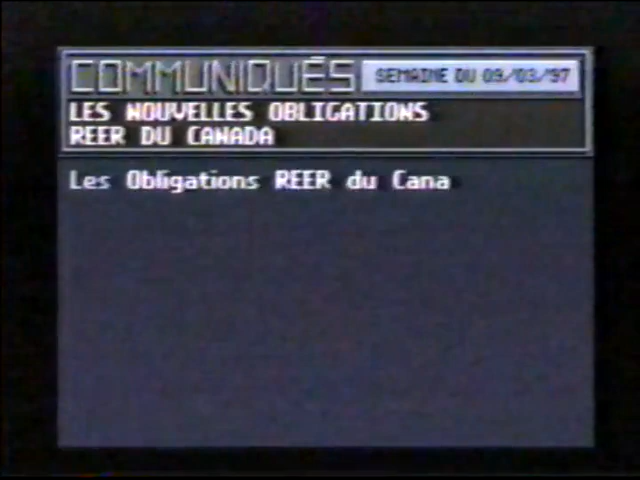 COMMUNIQUÉS
SEMAINE DU 09/03/97
LES NOUVELLES OBLIGATIONS
REER DU CANADA
Les Obligations REER du Cana